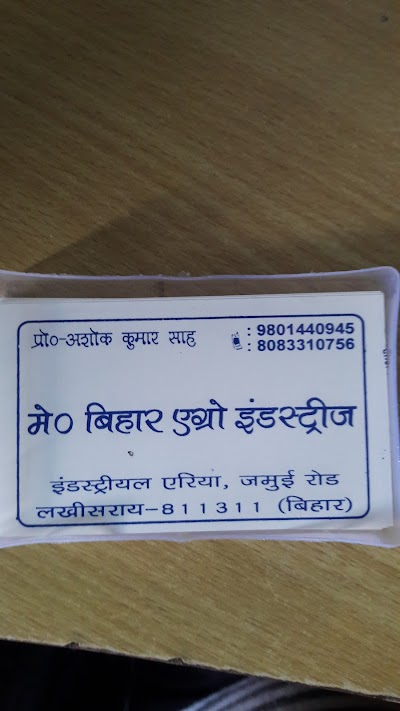 प्रो०-अशोक कुमार साह
: 9801440945
: 8083310756
मे० बिहार एग्रो इंडस्ट्रीज
इंडस्ट्रीयल एरिया, जमुई रोड
लखीसराय-811311 (बिहार)